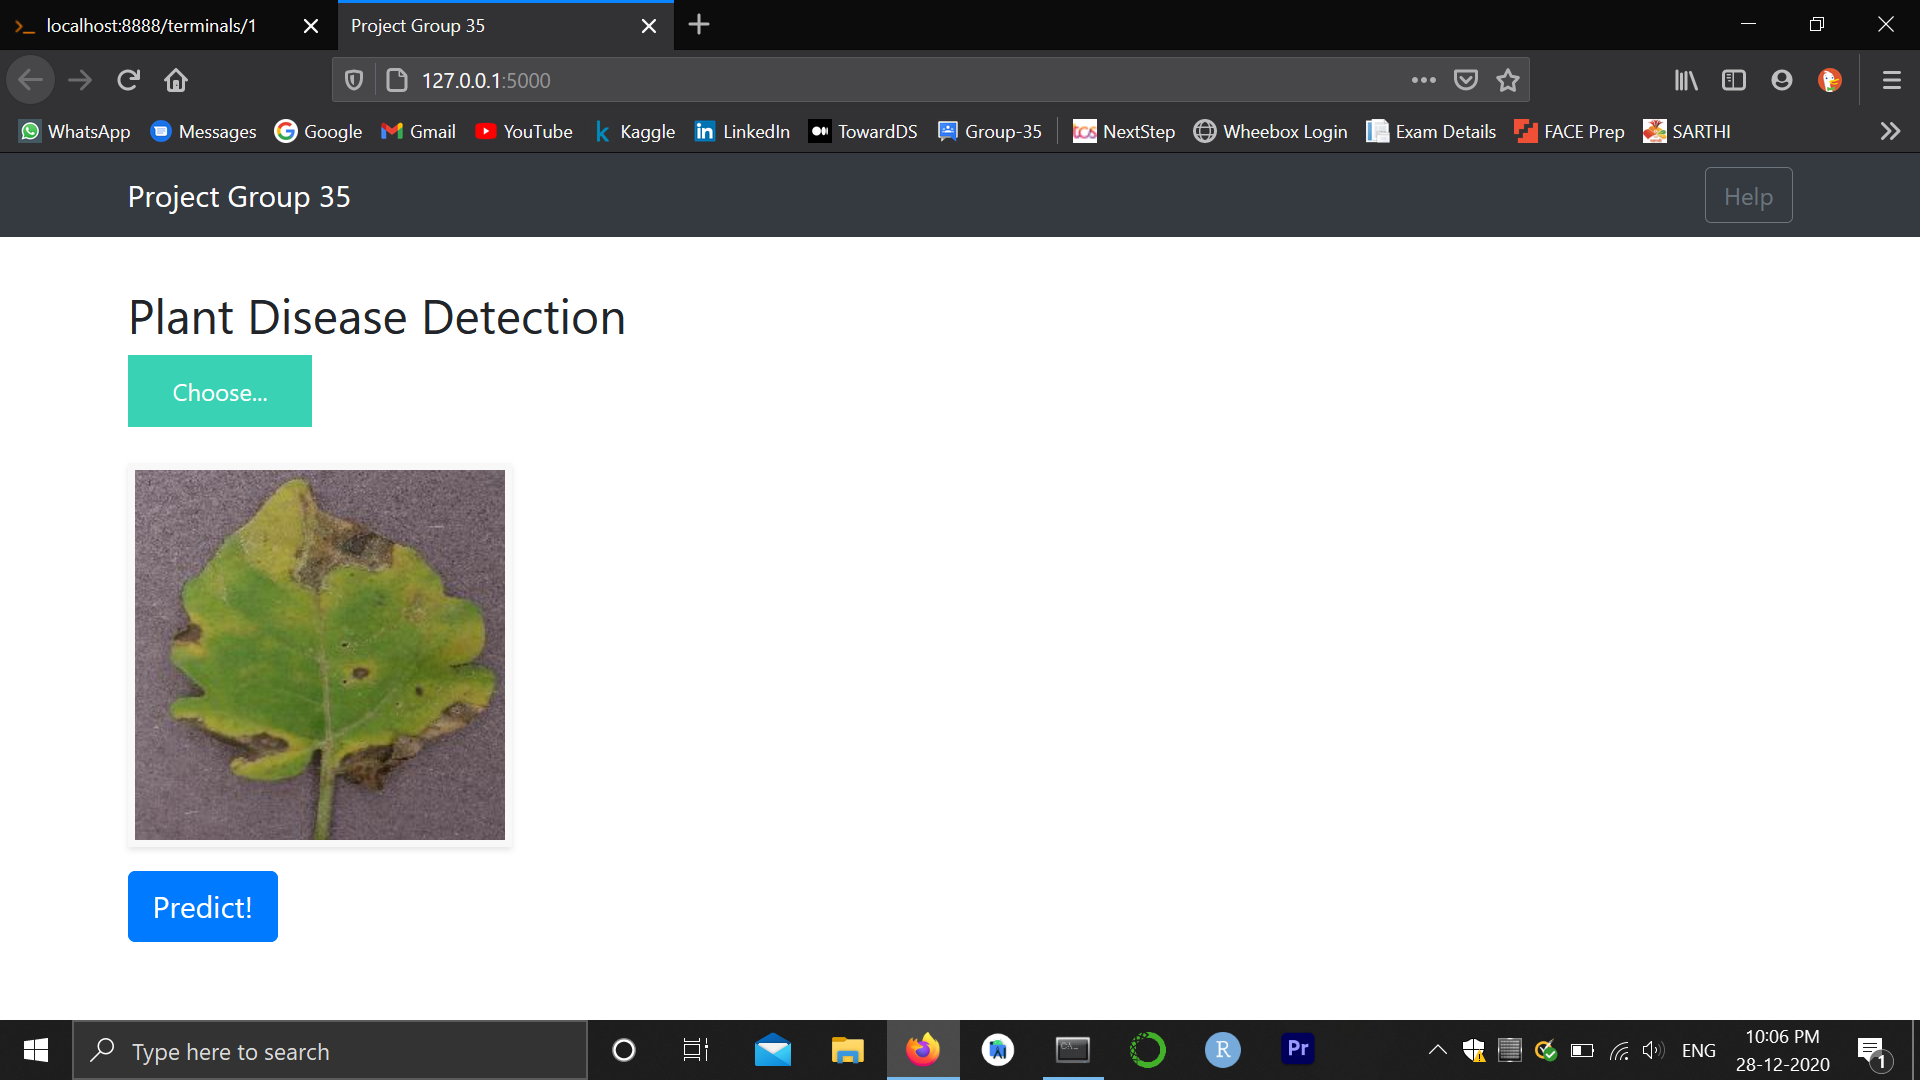 localhost:8888/terminals/1
Project Group 35
127.0.0.1:5000
WhatsApp Messages Google Gmail YouTube Kaggle LinkedIn TowardDS Group-35 NextStep Wheebox Login Exam Details FACE Prep SARTHI
Project Group 35
Help
Plant Disease Detection
Choose...
Predict!
Type here to search
Pr
ENG
10:06 PM
28-12-2020
1